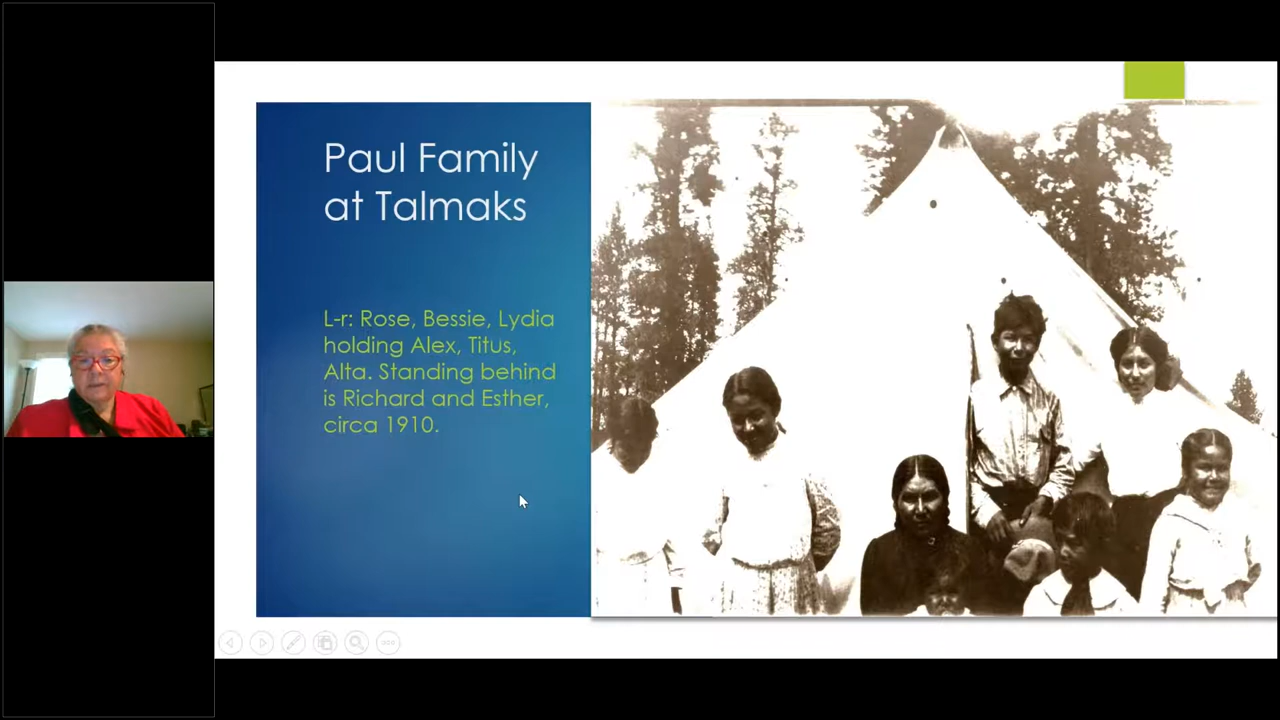 Paul Family
at Talmaks
L-r: Rose, Bessie, Lydia
holding Alex, Titus,
Alta. Standing behind
is Richard and Esther,
circa 1910.